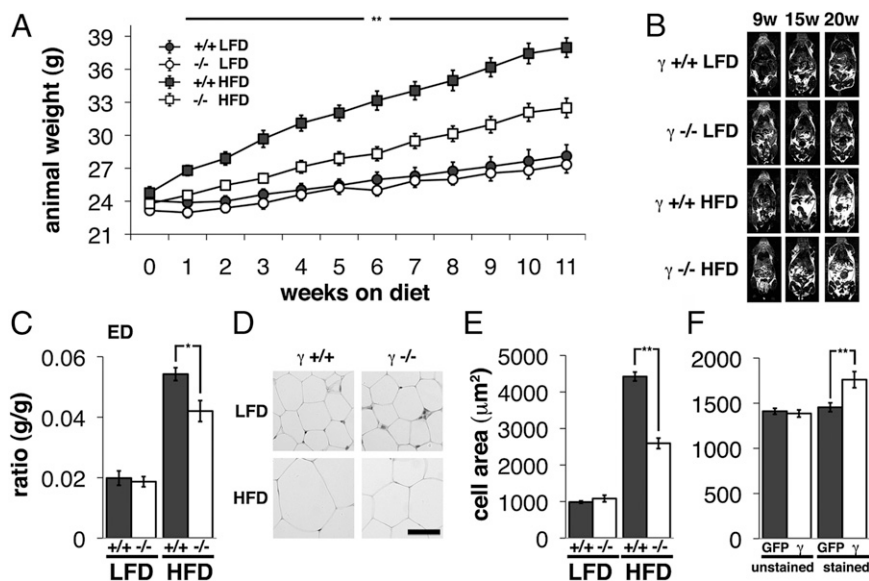 A
**
animal weight (g)
39
36
33
30
27
24
21
+/+ LFD
-/- LFD
+/+ HFD
-/- HFD
0 1 2 3 4 5 6 7 8 9 10 11
weeks on diet
B
9w 15w 20w
γ +/+ LFD
γ -/- LFD
γ +/+ HFD
γ -/- HFD
C
ED
*
ratio (g/g)
0.06
0.04
0.02
0
+/+ -/- +/+ -/-
LFD HFD
D
γ +/+ γ -/-
LFD
HFD
E
**
cell area (μm²)
5000
4000
3000
2000
1000
0
+/+ -/- +/+ -/-
LFD HFD
F
**
2000
1500
1000
500
0
GFP γ GFP γ
unstained stained